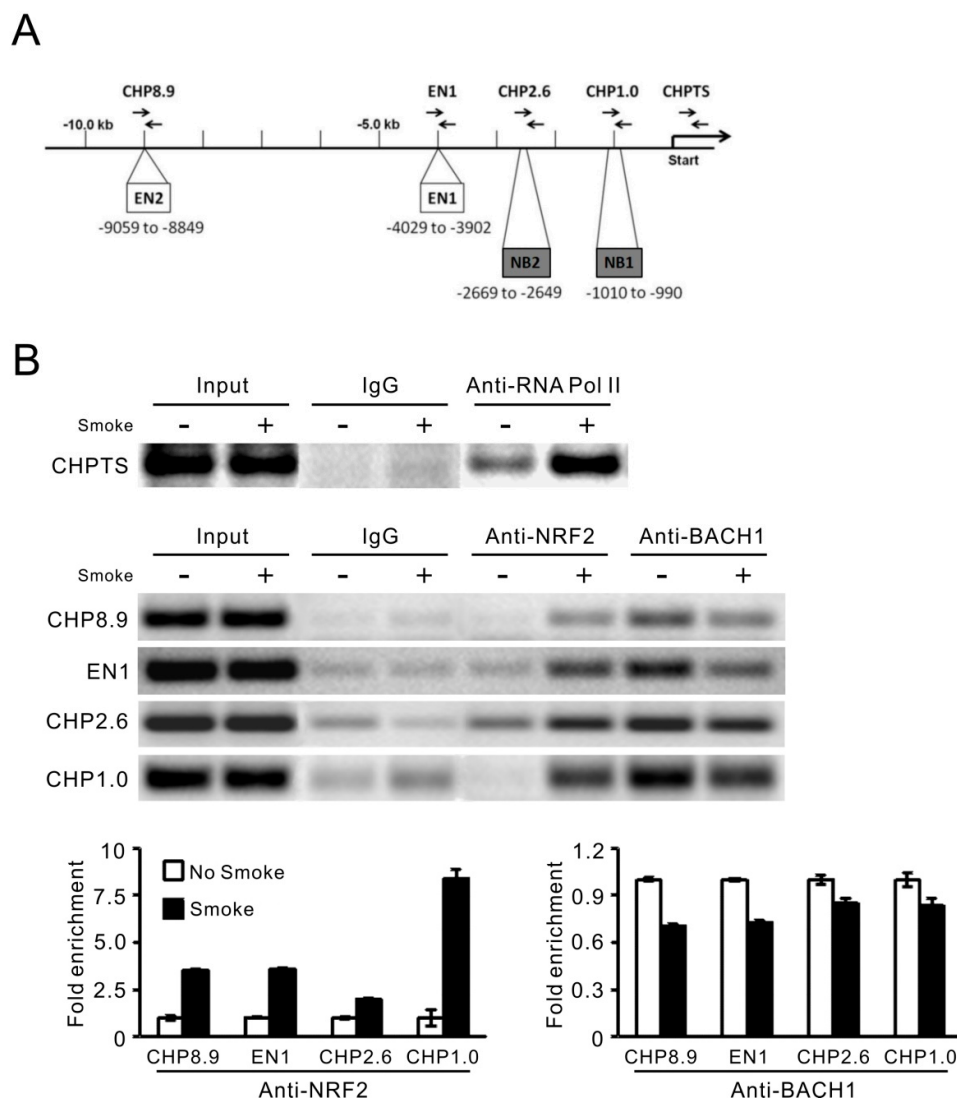 A
CHP8.9 EN1 CHP2.6 CHP1.0 CHPTS
-10.0 kb -5.0 kb
Start
EN2 EN1
-9059 to -8849 -4029 to -3902
NB2 NB1
-2669 to -2649 -1010 to -990
B
Input IgG Anti-RNA Pol II
Smoke - + - + - +
CHPTS
Input IgG Anti-NRF2 Anti-BACH1
Smoke - + - + - + - +
CHP8.9
EN1
CHP2.6
CHP1.0
Fold enrichment
10
7.5
5.0
2.5
0
No Smoke
Smoke
CHP8.9 EN1 CHP2.6 CHP1.0
Anti-NRF2
Fold enrichment
1.2
0.9
0.6
0.3
0
CHP8.9 EN1 CHP2.6 CHP1.0
Anti-BACH1